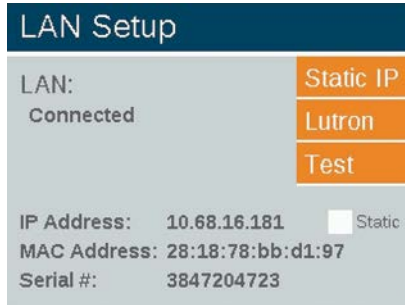 LAN Setup
LAN:
Connected
Static IP
Lutron
Test
IP Address: 10.68.16.181 Static
MAC Address: 28:18:78:bb:d1:97
Serial #: 3847204723